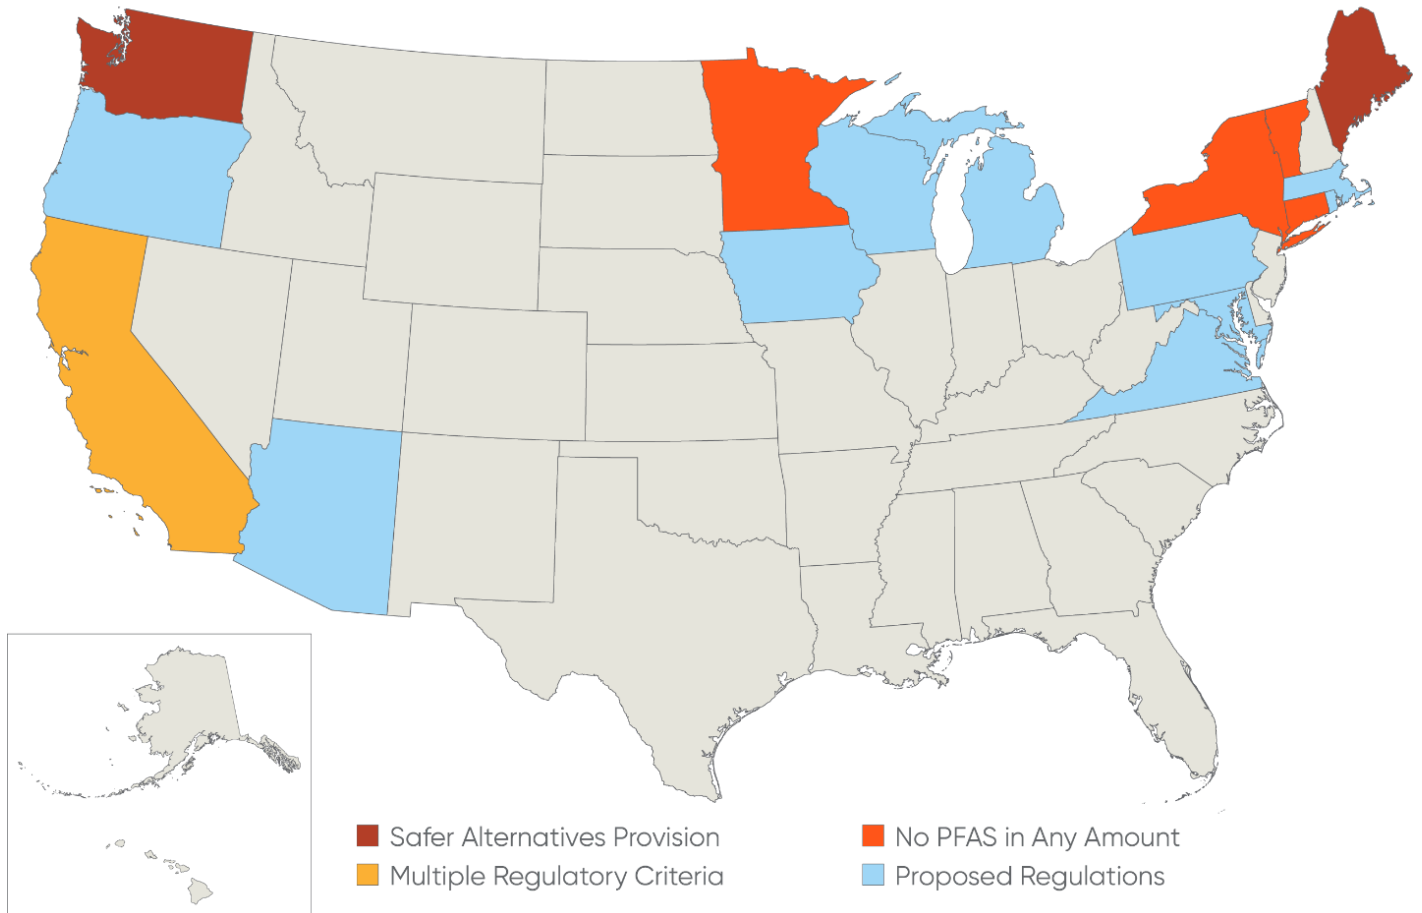 Safer Alternatives Provision
No PFAS in Any Amount
Multiple Regulatory Criteria
Proposed Regulations